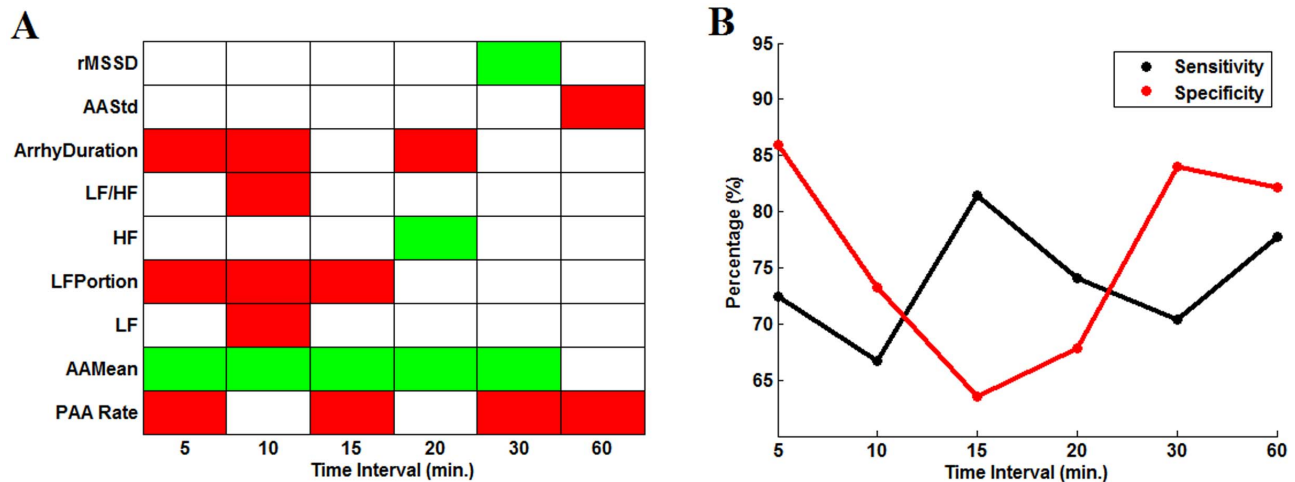 A
rMSSD
AAStd
ArrhyDuration
LF/HF
HF
LFPortion
LF
AAMean
PAA Rate
5 10 15 20 30 60
Time Interval (min.)
B
95
90
85
80
75
70
65
Percentage (%)
Sensitivity
Specificity
5 10 15 20 30 60
Time Interval (min.)